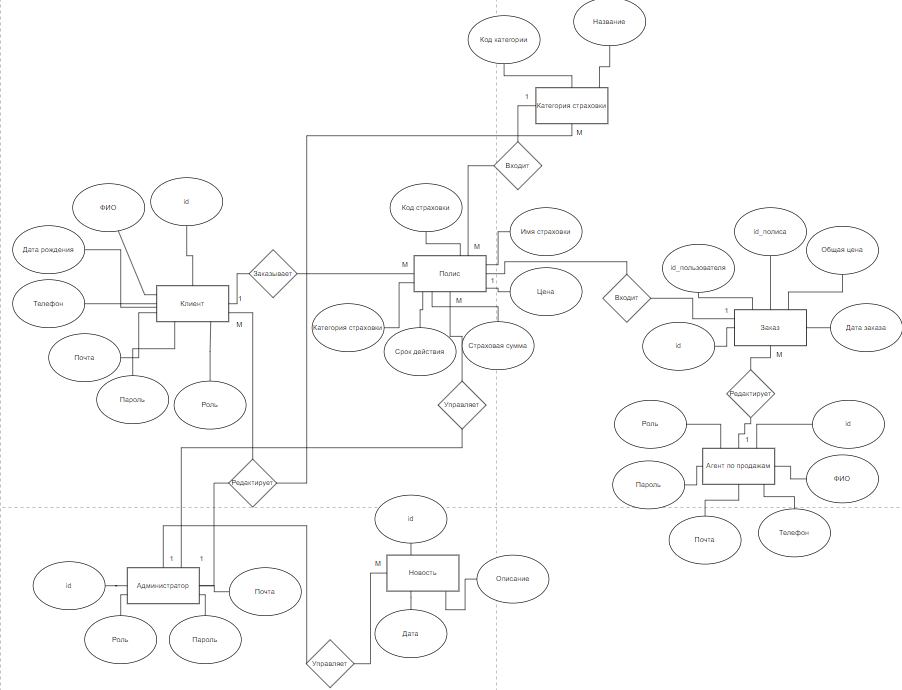 Название
Код категории
1
Категория страховки
М
Входит
ФИО
id
Код страховки
Имя страховки
id_полиса
Дата рождения
Общая цена
М
Заказывает
М
Полис
id_пользователя
1
Цена
Входит
Телефон
Клиент
1
М
1
М
Категория страховки
Заказ
Дата заказа
Срок действия
Страховая сумма
id
М
Почта
Пароль
Роль
Управляет
Редактирует
Роль
id
1
Агент по продажам
Редактирует
Пароль
ФИО
id
Почта
Телефон
1
1
М
Новость
Описание
id
Администратор
Почта
Дата
Роль
Пароль
Управляет